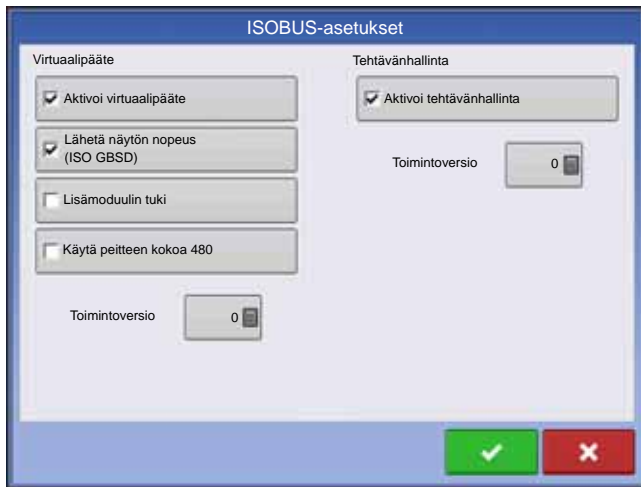 ISOBUS-asetukset
Virtuaalipääte
Aktivoi virtuaalipääte
Lähetä näytön nopeus
(ISO GBSD)
Lisämoduulin tuki
Käytä peitteen kokoa 480
Toimintoversio
0
Tehtävänhallinta
Aktivoi tehtävänhallinta
Toimintoversio
0